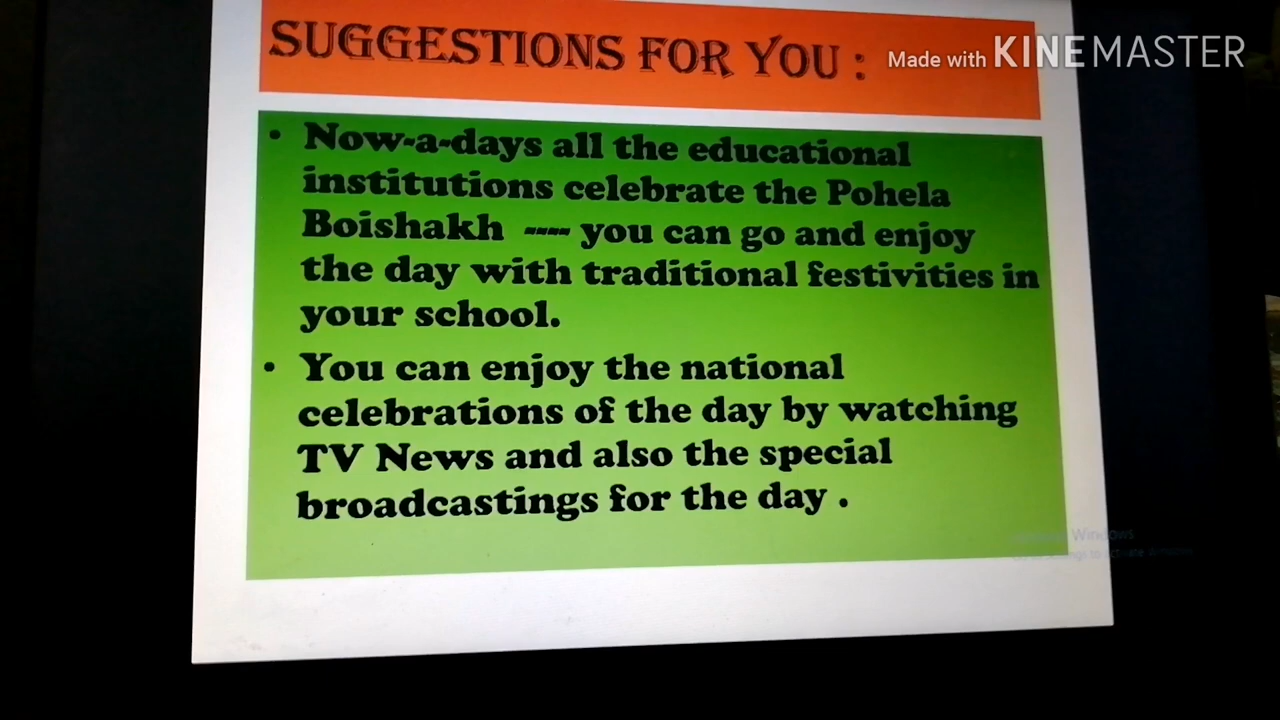 SUGGESTIONS FOR YOU :
Made with KINEMASTER
• Now-a-days all the educational
institutions celebrate the Pohela
Boishakh ---- you can go and enjoy
the day with traditional festivities in
your school.
• You can enjoy the national
celebrations of the day by watching
TV News and also the special
broadcastings for the day .
Windows